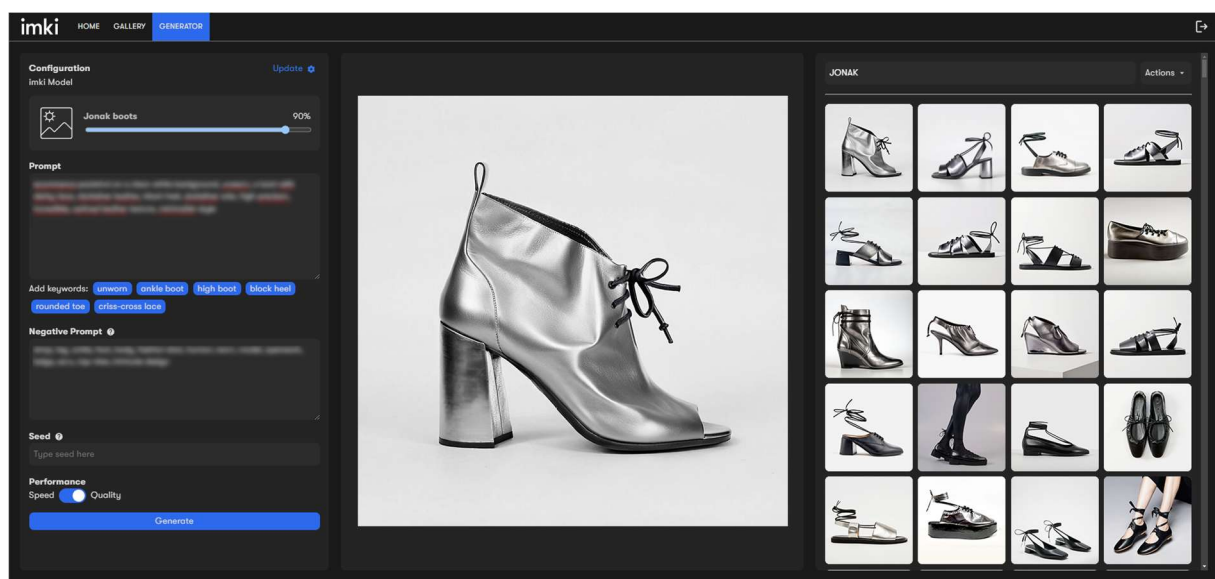 imki HOME GALLERY GENERATOR
Configuration Update
imki Model
Jonak boots 90%
Prompt
Add keywords: unworn ankle boot high boot block heel
rounded toe criss-cross lace
Negative Prompt
Seed
Type seed here
Performance
Speed Quality
Generate
JONAK Actions